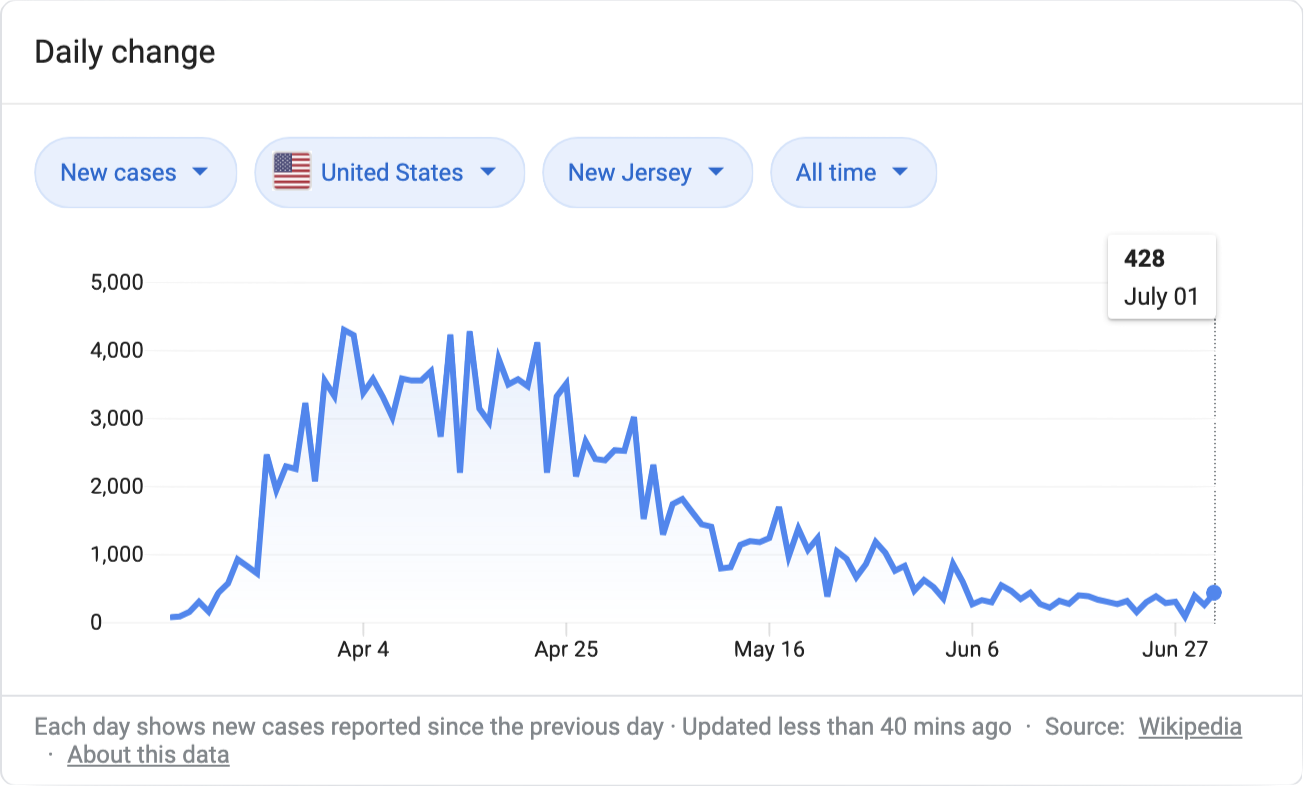 Daily change
New cases
United States
New Jersey
All time
428
July 01
5,000
4,000
3,000
2,000
1,000
0
Apr 4
Apr 25
May 16
Jun 6
Jun 27
Each day shows new cases reported since the previous day · Updated less than 40 mins ago · Source: Wikipedia
· About this data